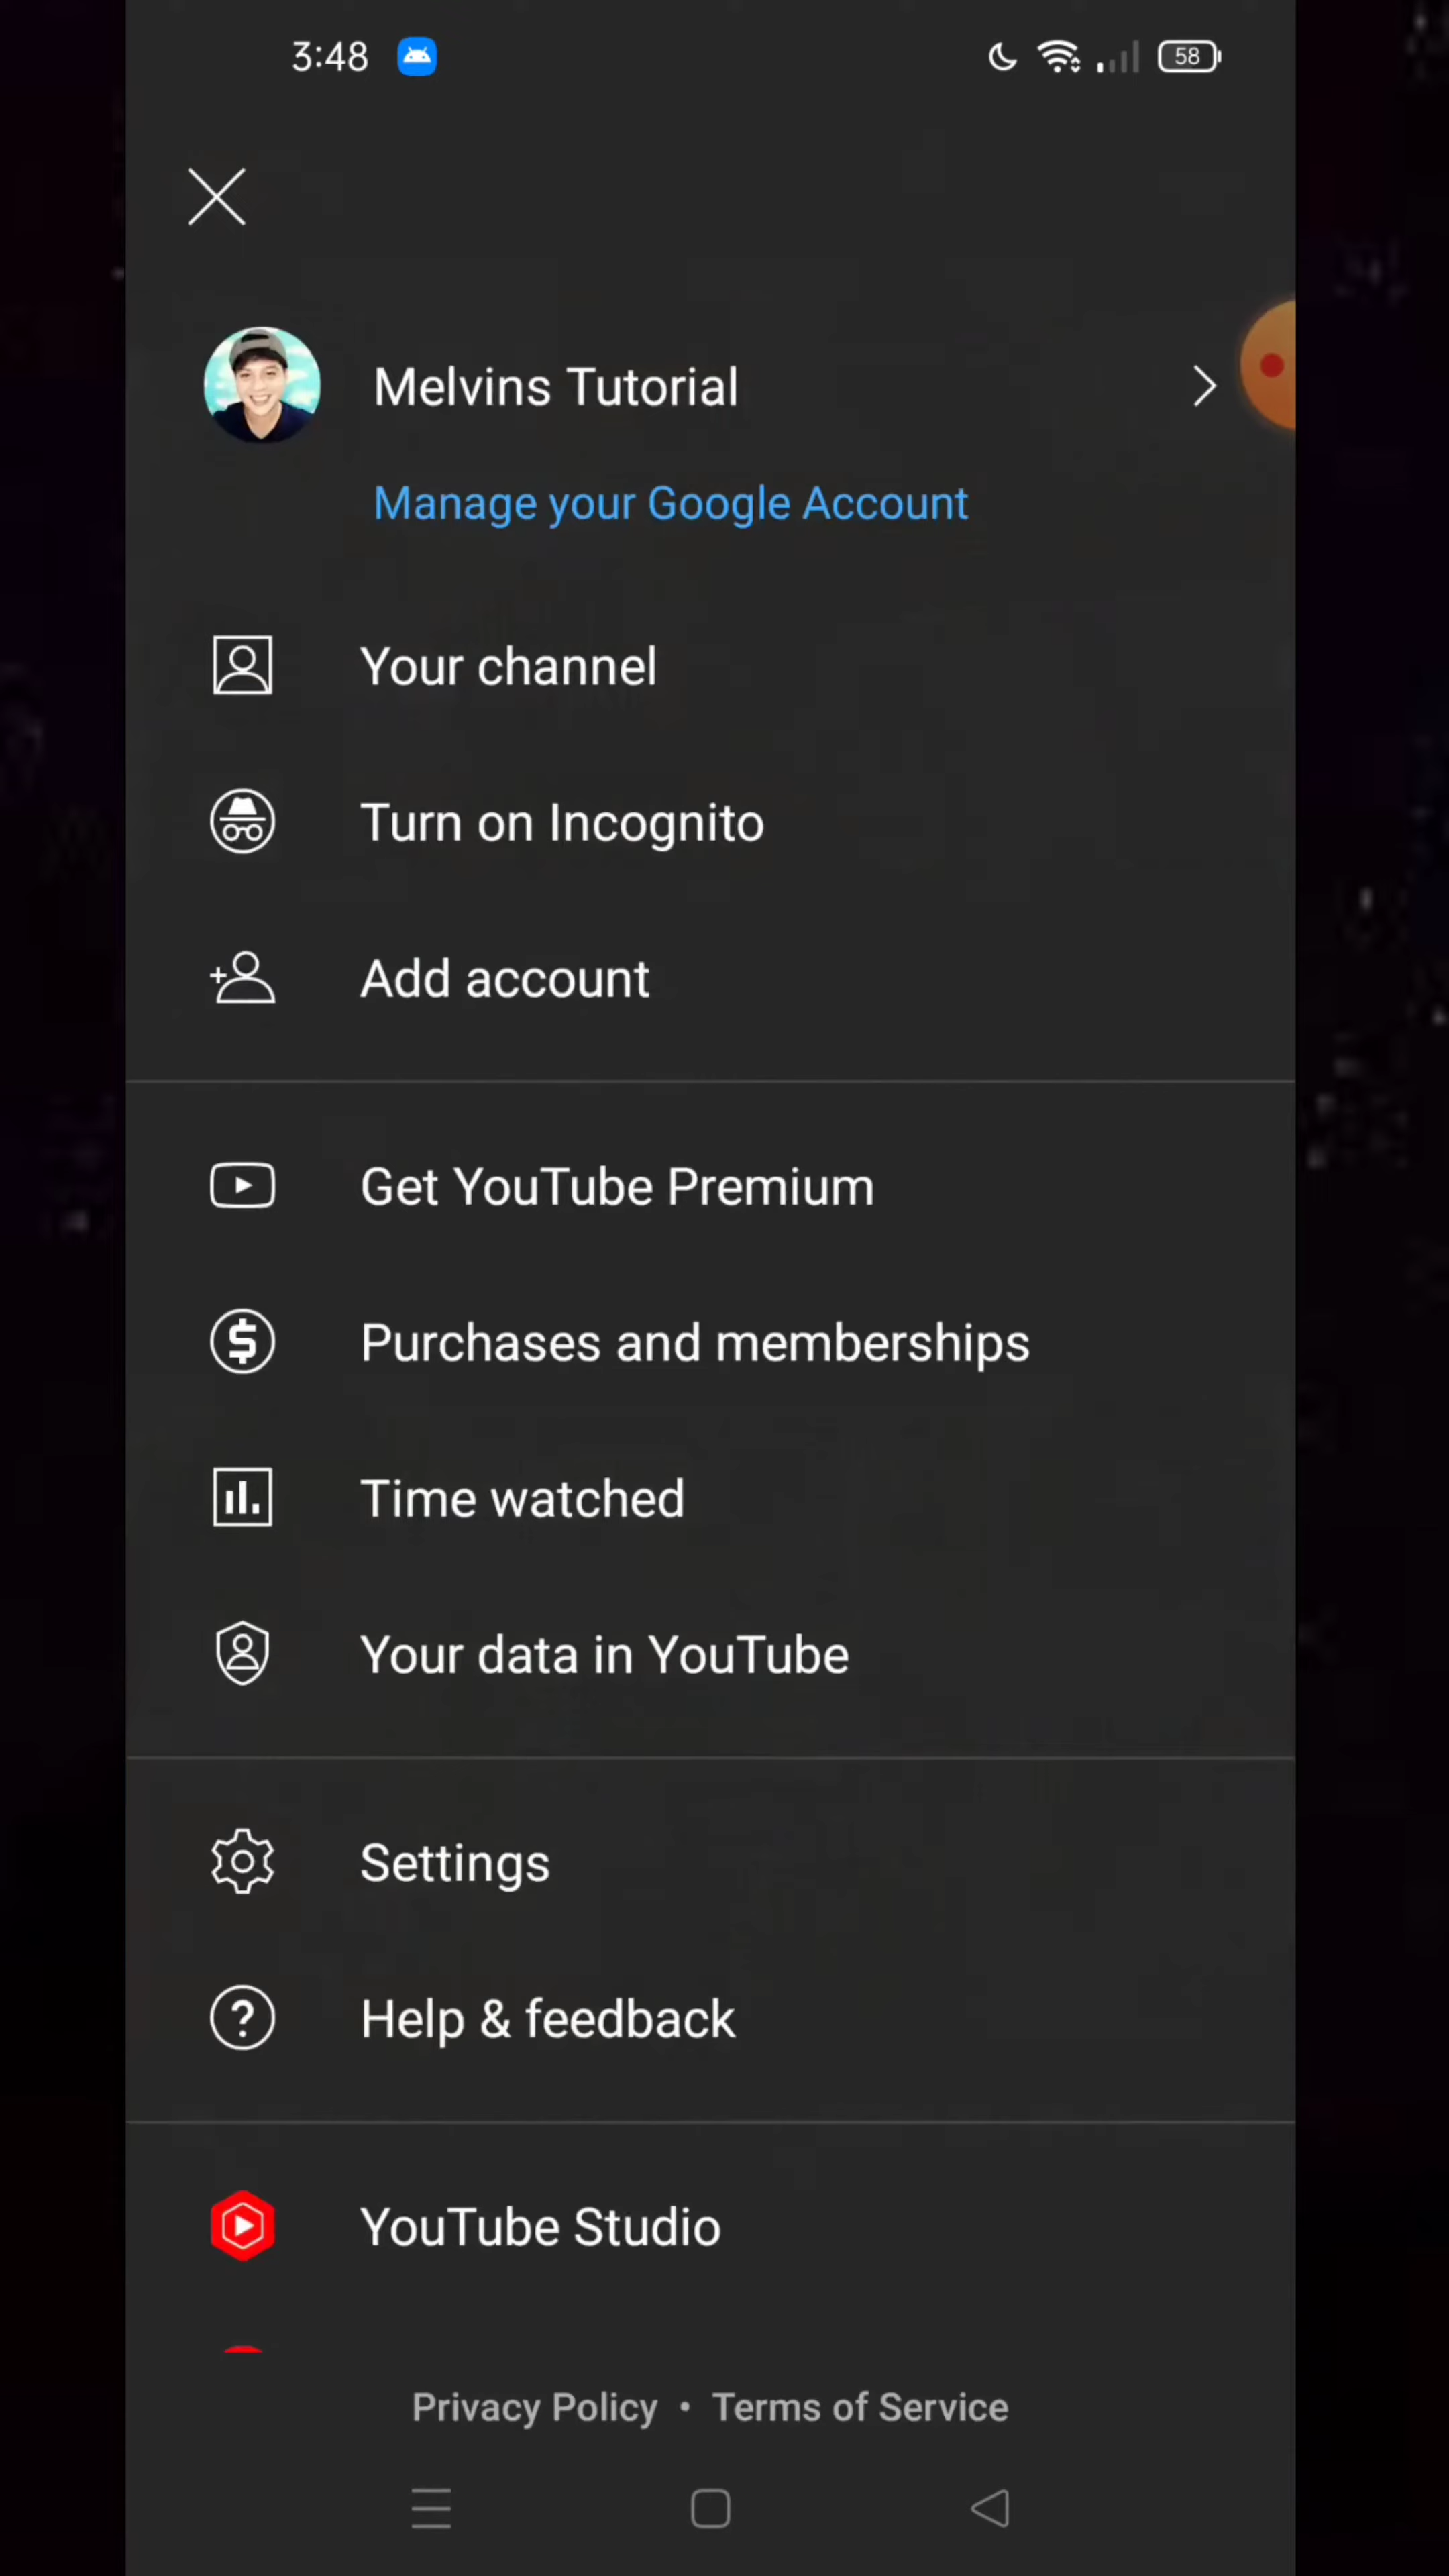 3:48
58
Melvins Tutorial
Manage your Google Account
Your channel
Turn on Incognito
Add account
Get YouTube Premium
Purchases and memberships
Time watched
Your data in YouTube
Settings
Help & feedback
YouTube Studio
Privacy Policy • Terms of Service